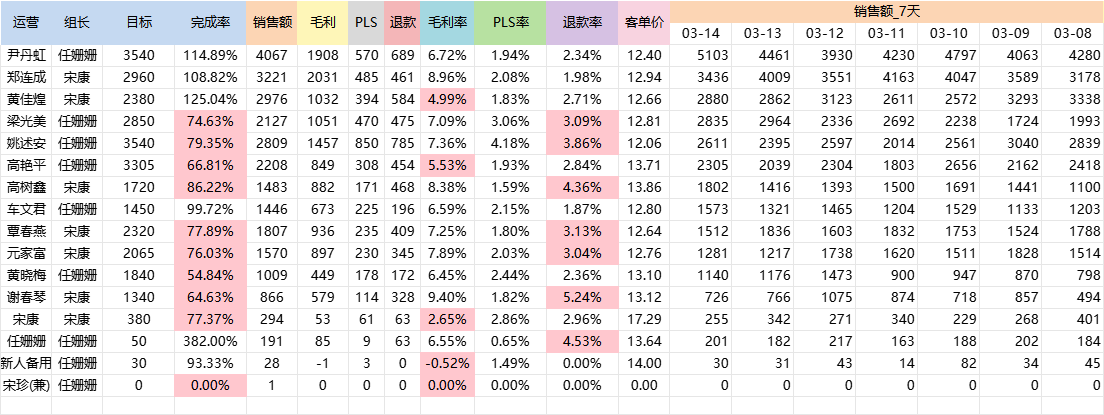 运营 组长 目标 完成率 销售额 毛利 PLS 退款 毛利率 PLS率 退款率 客单价 销售额_7天
03-14 03-13 03-12 03-11 03-10 03-09 03-08
尹丹虹 任姗姗 3540 114.89% 4067 1908 570 689 6.72% 1.94% 2.34% 12.40 5103 4461 3930 4230 4797 4063 4280
郑连成 宋康 2960 108.82% 3221 2031 485 461 8.96% 2.08% 1.98% 12.94 3436 4009 3551 4163 4047 3589 3178
黄佳煌 宋康 2380 125.04% 2976 1032 394 584 4.99% 1.83% 2.71% 12.66 2880 2862 3123 2611 2572 3293 3338
梁光美 任姗姗 2850 74.63% 2127 1051 470 475 7.09% 3.06% 3.09% 12.81 2835 2964 2336 2692 2238 1724 1993
姚述安 任姗姗 3540 79.35% 2809 1457 850 785 7.36% 4.18% 3.86% 12.06 2611 2395 2597 2014 2561 3040 2839
高艳平 任姗姗 3305 66.81% 2208 849 308 454 5.53% 1.93% 2.84% 13.71 2305 2039 2304 1803 2656 2162 2418
高树鑫 宋康 1720 86.22% 1483 882 171 468 8.38% 1.59% 4.36% 13.86 1802 1416 1393 1500 1691 1441 1100
车文君 任姗姗 1450 99.72% 1446 673 225 196 6.59% 2.15% 1.87% 12.80 1573 1321 1465 1204 1529 1133 1203
覃春燕 宋康 2320 77.89% 1807 936 235 409 7.25% 1.80% 3.13% 12.64 1512 1836 1603 1832 1753 1524 1788
元家富 宋康 2065 76.03% 1570 897 230 345 7.89% 2.03% 3.04% 12.76 1281 1217 1738 1620 1511 1828 1514
黄晓梅 任姗姗 1840 54.84% 1009 449 178 172 6.45% 2.44% 2.36% 13.10 1140 1176 1473 900 947 870 798
谢春琴 宋康 1340 64.63% 866 579 114 328 9.40% 1.82% 5.24% 13.12 726 766 1075 874 718 857 494
宋康 宋康 380 77.37% 294 53 61 63 2.65% 2.86% 2.96% 17.29 255 342 271 340 229 268 401
任姗姗 任姗姗 50 382.00% 191 85 9 63 6.55% 0.65% 4.53% 13.64 201 182 217 163 188 202 184
新人备用 任姗姗 30 93.33% 28 -1 3 0 -0.52% 1.49% 0.00% 14.00 30 31 43 14 82 34 45
宋珍(兼) 任姗姗 0 0.00% 1 0 0 0 0.00% 0.00% 0.00% 0.00 0 0 0 0 0 0 0